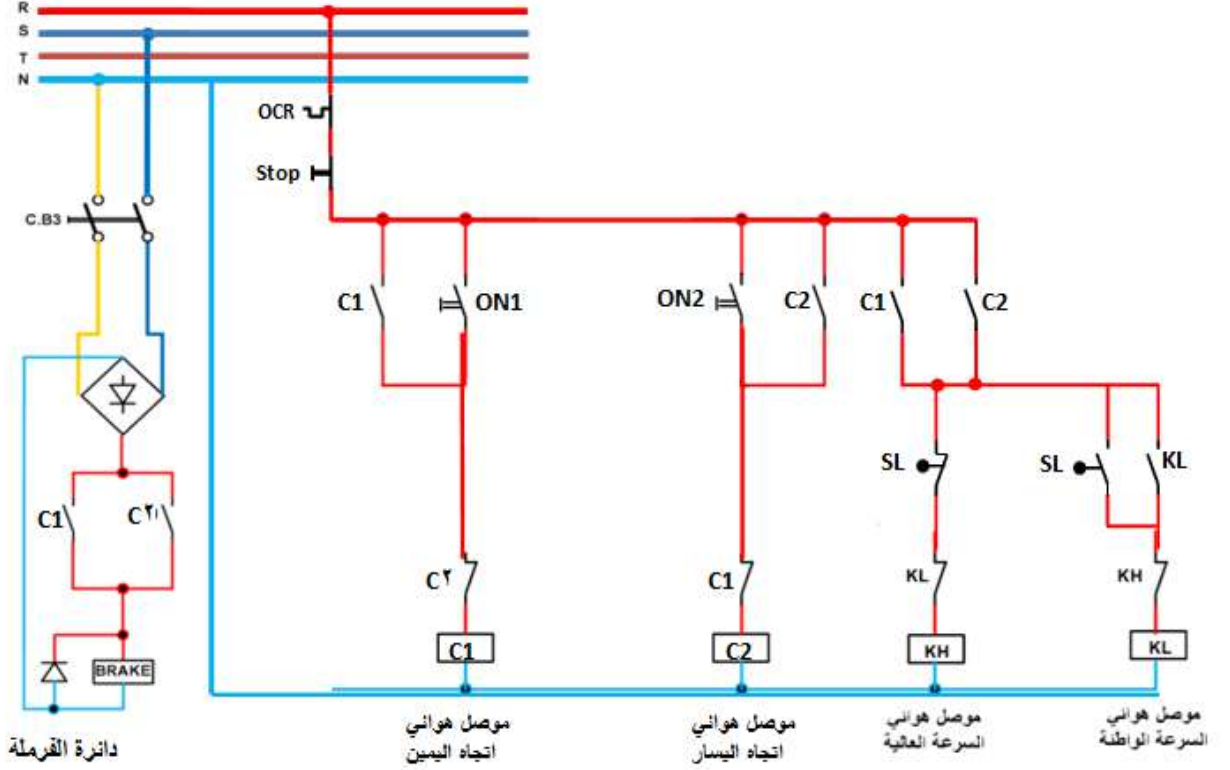 R
S
T
N
OCR
Stop
C.B3
C1
ON1
ON2
C2
C1
C2
SL
SL
KL
C1
C٢١
C٢
C1
KL
KH
C1
C2
KH
KL
BRAKE
موصل هوائي
اتجاه اليمين
موصل هوائي
اتجاه اليسار
موصل هوائي
السرعة العالية
موصل هوائي
السرعة الواطئة
دائرة الفرملة